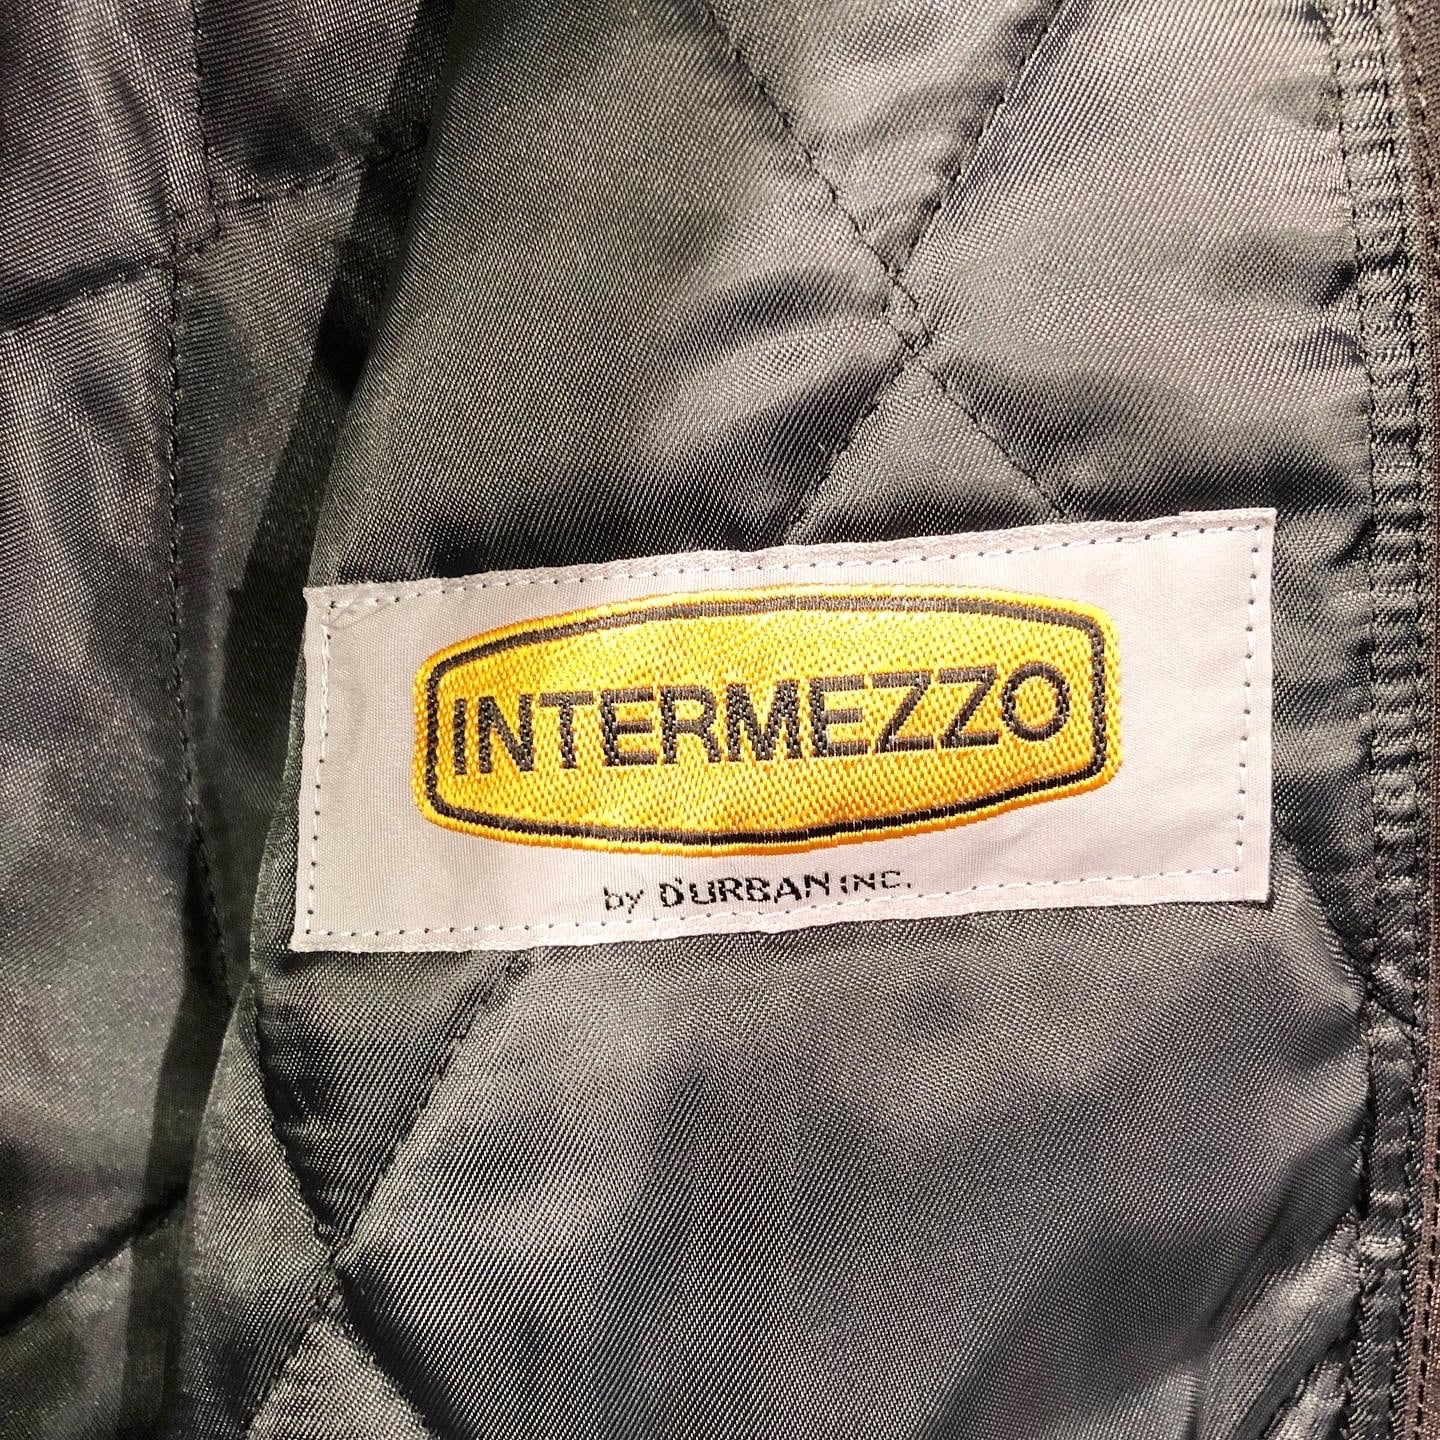 INTERMEZZO
by D'URBAN INC.